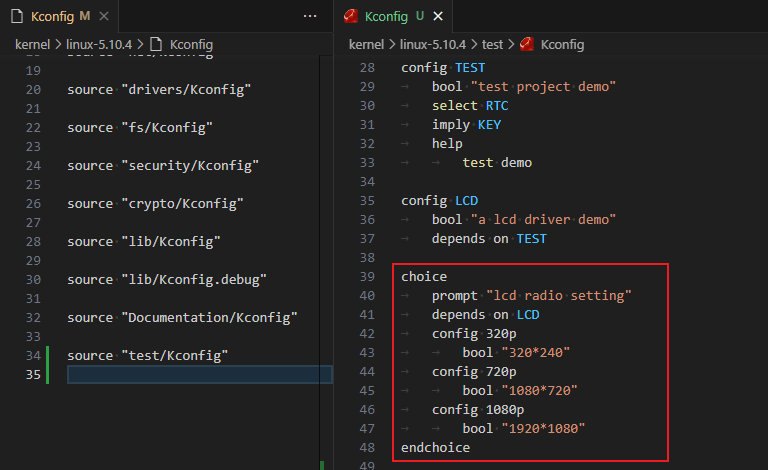 Kconfig M ×
···
kernel > linux-5.10.4 > Kconfig
19
20 source "drivers/Kconfig"
21
22 source "fs/Kconfig"
23
24 source "security/Kconfig"
25
26 source "crypto/Kconfig"
27
28 source "lib/Kconfig"
29
30 source "lib/Kconfig.debug"
31
32 source "Documentation/Kconfig"
33
34 source "test/Kconfig"
35
Kconfig U ×
kernel > linux-5.10.4 > test > Kconfig
28 config TEST
29 → bool "test project demo"
30 → select RTC
31 → imply KEY
32 → help
33 → → test demo
34
35 config LCD
36 → bool "a lcd driver demo"
37 → depends on TEST
38
39 choice
40 → prompt "lcd radio setting"
41 → depends on LCD
42 → config 320p
43 → → bool "320*240"
44 → config 720p
45 → → bool "1080*720"
46 → config 1080p
47 → → bool "1920*1080"
48 endchoice
49